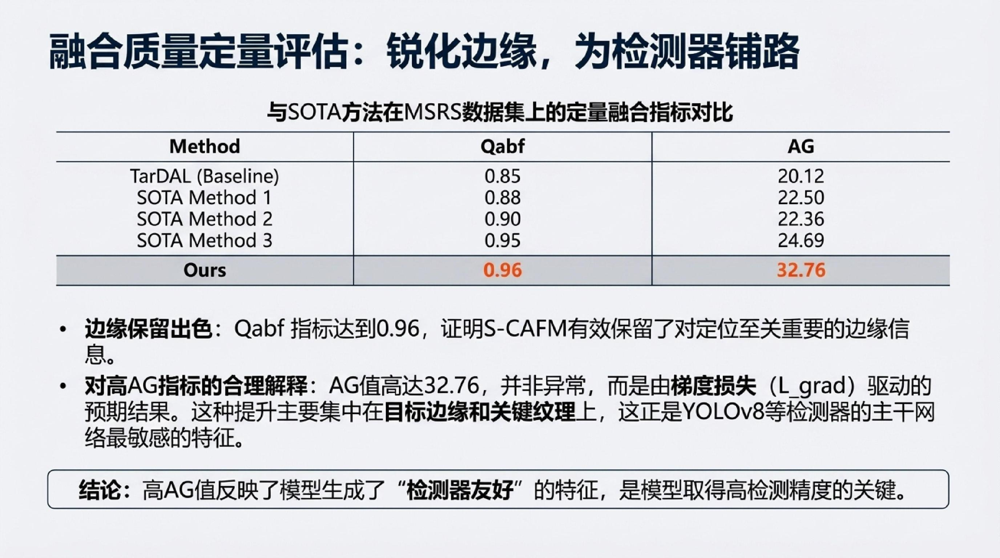 融合质量定量评估：锐化边缘，为检测器铺路
与SOTA方法在MSRS数据集上的定量融合指标对比
Method Qabf AG
TarDAL (Baseline) 0.85 20.12
SOTA Method 1 0.88 22.50
SOTA Method 2 0.90 22.36
SOTA Method 3 0.95 24.69
Ours 0.96 32.76
• 边缘保留出色：Qabf 指标达到0.96，证明S-CAFM有效保留了对定位至关重要的边缘信
息。
• 对高AG指标的合理解释：AG值高达32.76，并非异常，而是由梯度损失（L_grad）驱动的
预期结果。这种提升主要集中在目标边缘和关键纹理上，这正是YOLOv8等检测器的主干网
络最敏感的特征。
结论：高AG值反映了模型生成了“检测器友好”的特征，是模型取得高检测精度的关键。